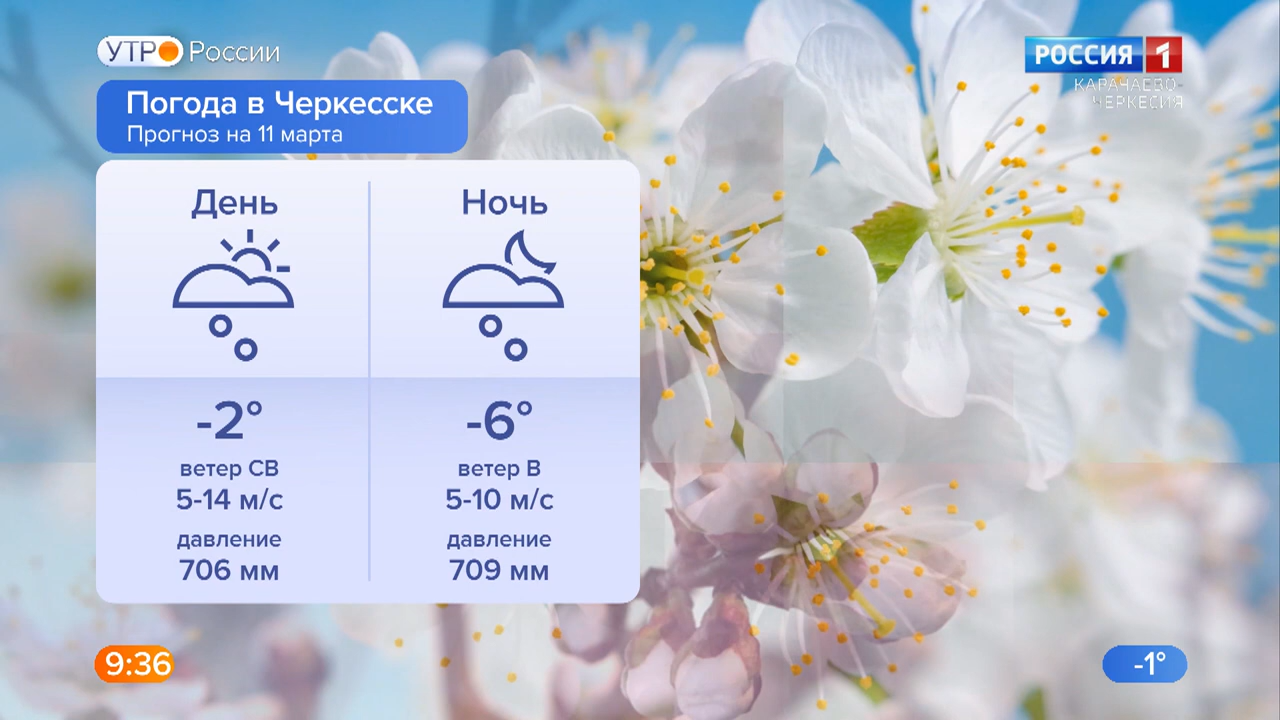 УТРО России
РОССИЯ 1
КАРАЧАЕВО-
ЧЕРКЕСИЯ
Погода в Черкесске
Прогноз на 11 марта
День
Ночь
-2°
-6°
ветер СВ
ветер В
5-14 м/с
5-10 м/с
давление
давление
706 мм
709 мм
9:36
-1°